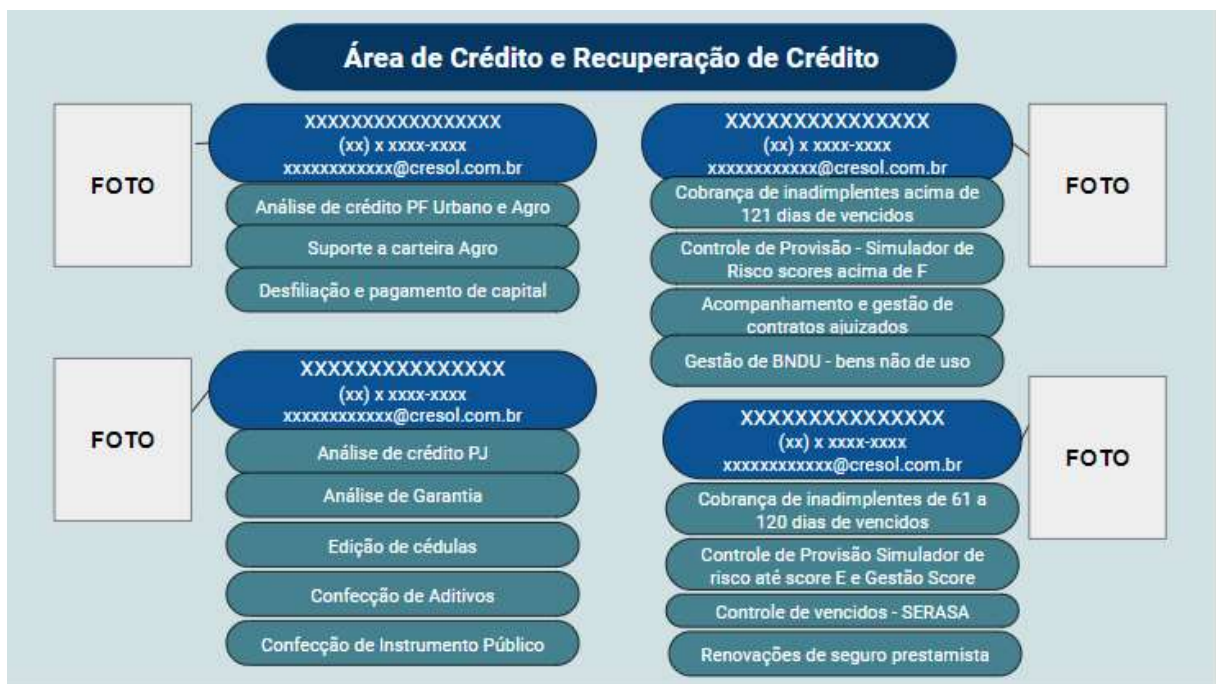 Área de Crédito e Recuperação de Crédito
FOTO
XXXXXXXXXXXXXXXXX
(xx) x xxxx-xxxx
xxxxxxxxxxxx@cresol.com.br
Análise de crédito PF Urbano e Agro
Suporte a carteira Agro
Desfiliação e pagamento de capital
FOTO
XXXXXXXXXXXXXXX
(xx) x xxxx-xxxx
xxxxxxxxxxxx@cresol.com.br
Análise de crédito PJ
Análise de Garantia
Edição de cédulas
Confecção de Aditivos
Confecção de Instrumento Público
XXXXXXXXXXXXXXX
(xx) x xxxx-xxxx
xxxxxxxxxxxx@cresol.com.br
FOTO
Cobrança de inadimplentes acima de
121 dias de vencidos
Controle de Provisão - Simulador de
Risco scores acima de F
Acompanhamento e gestão de
contratos ajuizados
Gestão de BNDU - bens não de uso
XXXXXXXXXXXXXXX
(xx) x xxxx-xxxx
xxxxxxxxxxxx@cresol.com.br
FOTO
Cobrança de inadimplentes de 61 a
120 dias de vencidos
Controle de Provisão Simulador de
risco até score E e Gestão Score
Controle de vencidos - SERASA
Renovações de seguro prestamista